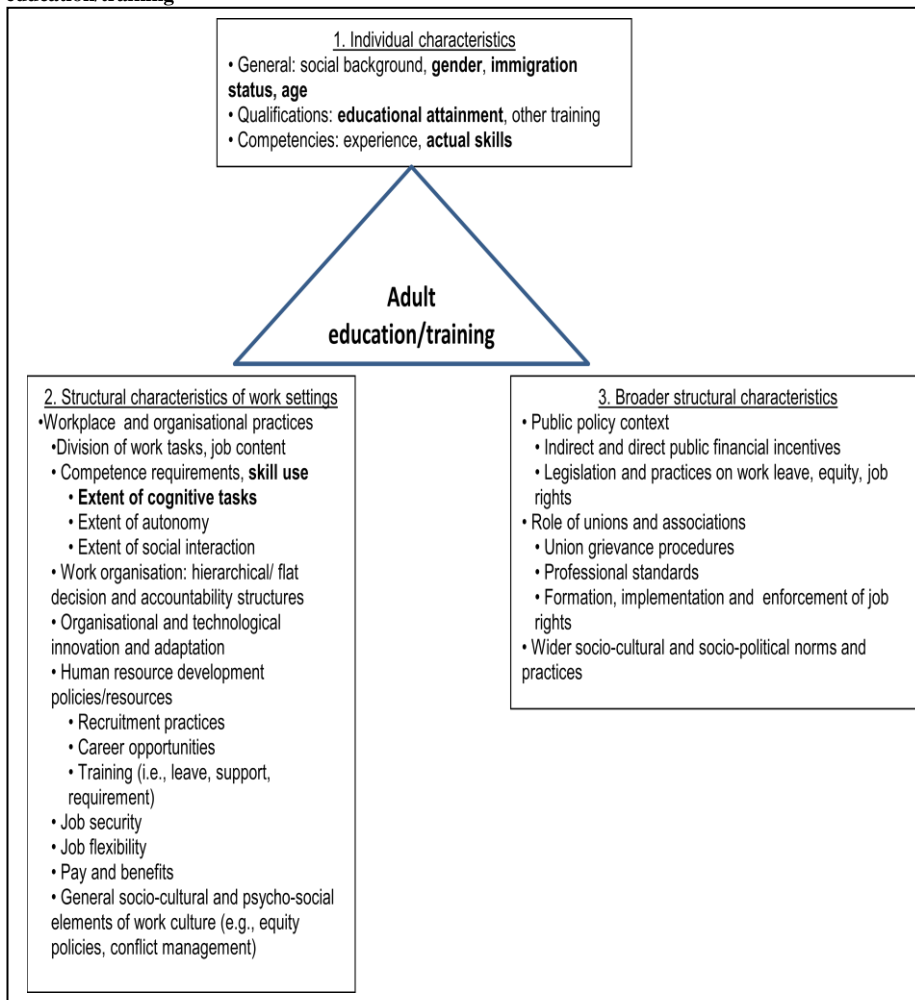 education/training
1. Individual characteristics
• General: social background, gender, immigration
status, age
• Qualifications: educational attainment, other training
• Competencies: experience, actual skills
Adult
education/training
2. Structural characteristics of work settings
•Workplace and organisational practices
•Division of work tasks, job content
• Competence requirements, skill use
• Extent of cognitive tasks
• Extent of autonomy
• Extent of social interaction
• Work organisation: hierarchical/ flat
decision and accountability structures
• Organisational and technological
innovation and adaptation
• Human resource development
policies/resources
• Recruitment practices
• Career opportunities
• Training (i.e., leave, support,
requirement)
• Job security
• Job flexibility
• Pay and benefits
• General socio-cultural and psycho-social
elements of work culture (e.g., equity
policies, conflict management)
3. Broader structural characteristics
• Public policy context
• Indirect and direct public financial incentives
• Legislation and practices on work leave, equity, job
rights
• Role of unions and associations
• Union grievance procedures
• Professional standards
• Formation, implementation and enforcement of job
rights
• Wider socio-cultural and socio-political norms and
practices